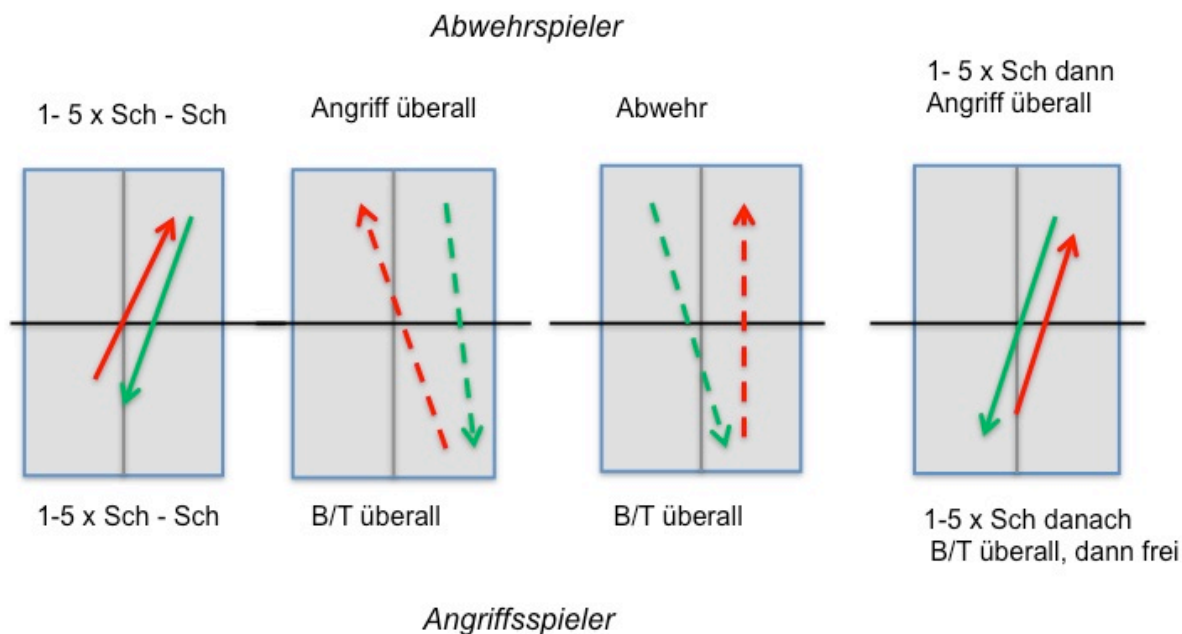 Abwehrspieler
1- 5 x Sch - Sch
Angriff überall
Abwehr
1- 5 x Sch dann
Angriff überall
1-5 x Sch - Sch
B/T überall
B/T überall
1-5 x Sch danach
B/T überall, dann frei
Angriffsspieler